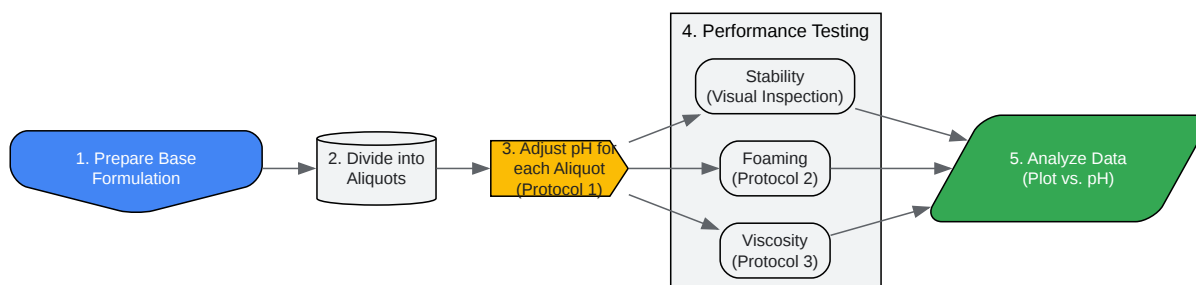 1. Prepare Base
Formulation
2. Divide into
Aliquots
3. Adjust pH for
each Aliquot
(Protocol 1)
4. Performance Testing
Stability
(Visual Inspection)
Foaming
(Protocol 2)
Viscosity
(Protocol 3)
5. Analyze Data
(Plot vs. pH)